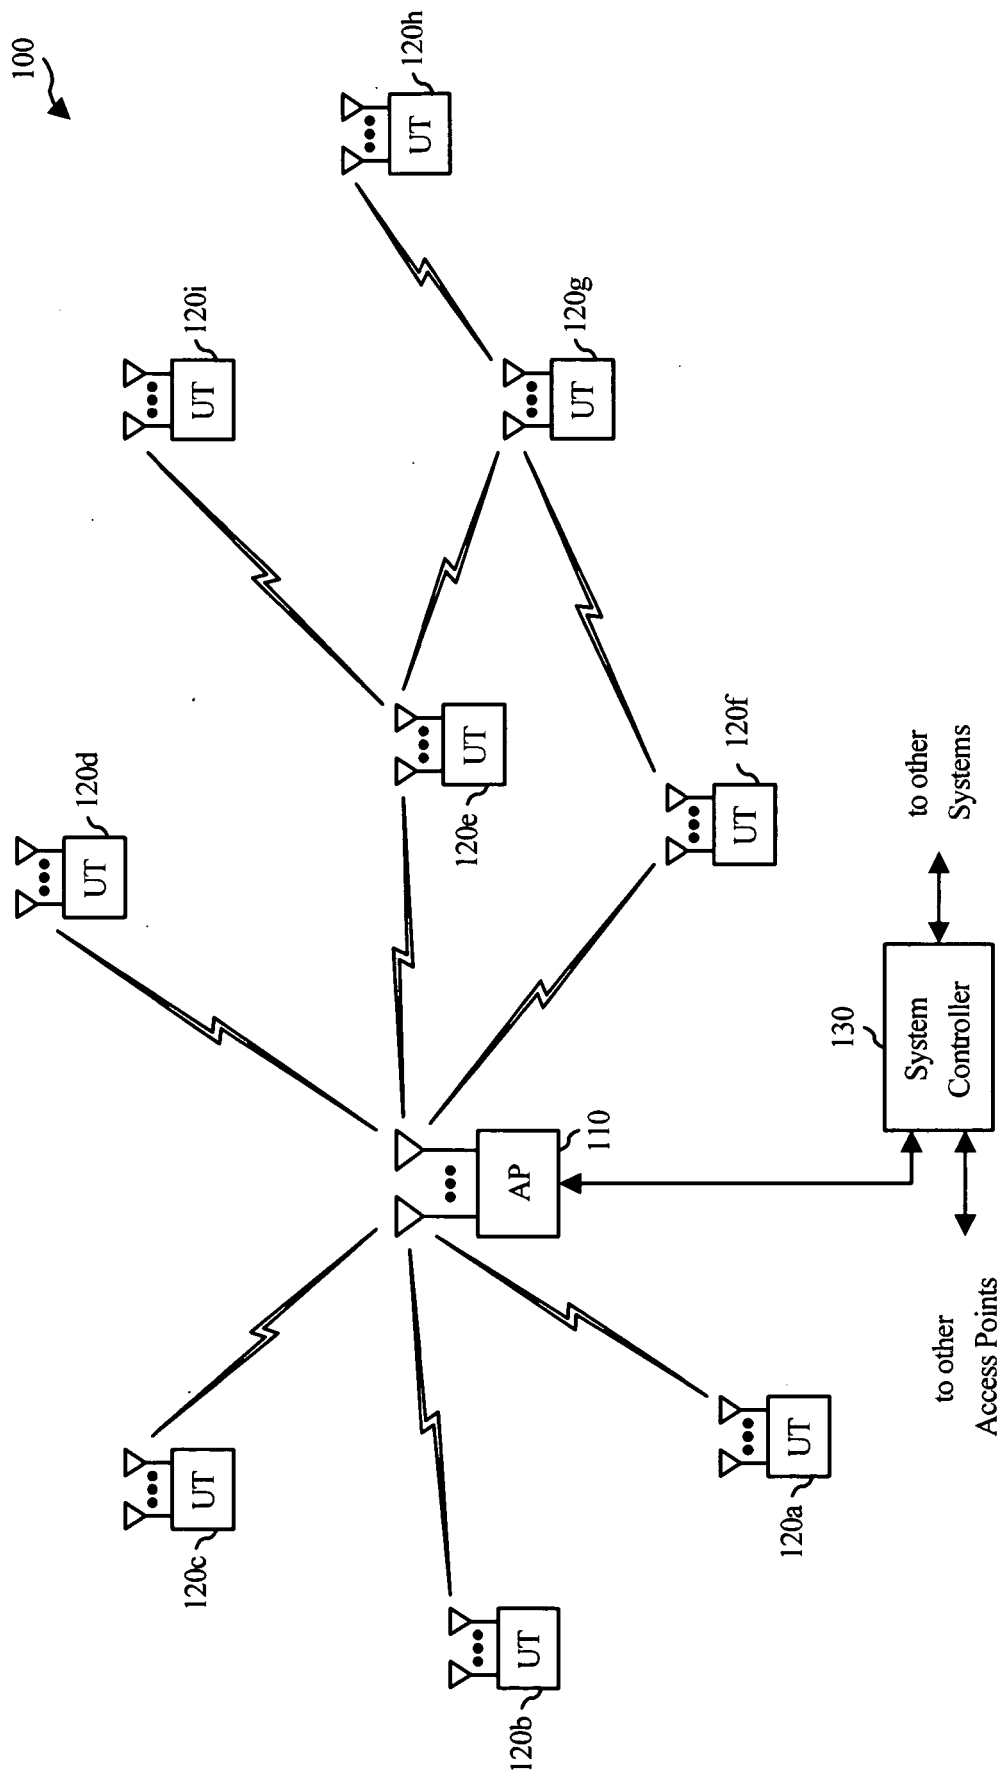 100
UT
120d
UT
120i
UT
120h
UT
120c
UT
120e
UT
120g
AP
110
UT
120b
UT
120f
UT
120a
130
System
Controller
to other
Systems
to other
Access Points